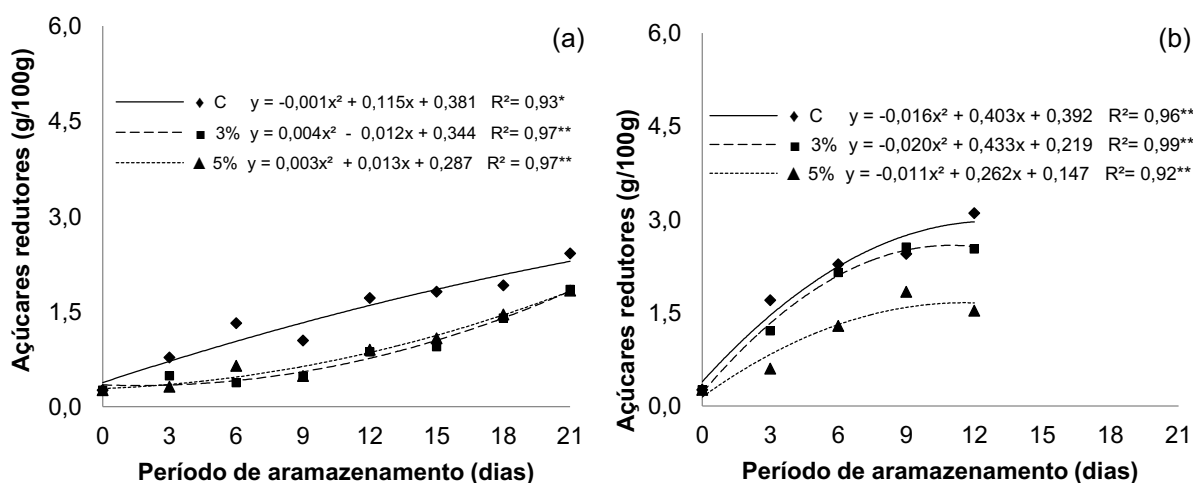 (a)
Açúcares redutores (g/100g)
6,0
4,5
3,0
1,5
0,0
C y = -0,001x² + 0,115x + 0,381 R²= 0,93*
3% y = 0,004x² - 0,012x + 0,344 R²= 0,97**
5% y = 0,003x² + 0,013x + 0,287 R² = 0,97**
0 3 6 9 12 15 18 21
Período de aramazenamento (dias)
(b)
Açúcares redutores (g/100g)
6,0
4,5
3,0
1,5
0,0
C y = -0,016x² + 0,403x + 0,392 R²= 0,96**
3% y = -0,020x² + 0,433x + 0,219 R²= 0,99**
5% y = -0,011x² + 0,262x + 0,147 R²= 0,92**
0 3 6 9 12 15 18 21
Período de aramazenamento (dias)